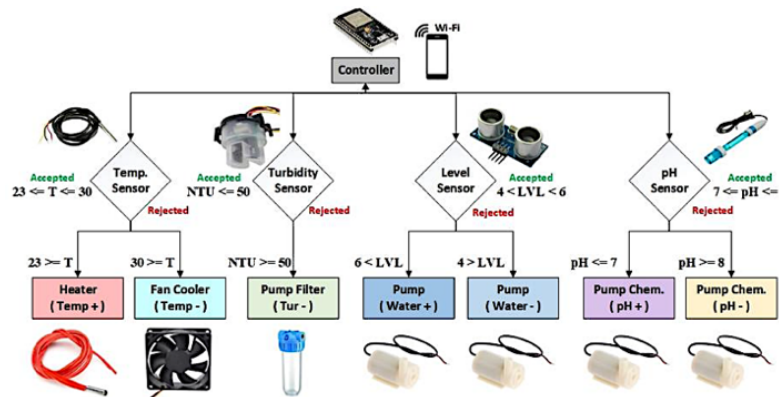 Wi-Fi
Controller
Accepted
23 <= T <= 30
Temp.
Sensor
Rejected
Accepted
NTU <= 50
Turbidity
Sensor
Rejected
Level
Sensor
Accepted
4 < LVL < 6
Rejected
pH
Sensor
Accepted
7 <= pH <=
Rejected
23 >= T
30 >= T
NTU >= 50
6 < LVL
4 > LVL
pH <= 7
pH >= 8
Heater
( Temp + )
Fan Cooler
( Temp - )
Pump Filter
( Tur - )
Pump
( Water + )
Pump
( Water - )
Pump Chem.
( pH + )
Pump Chem.
( pH - )